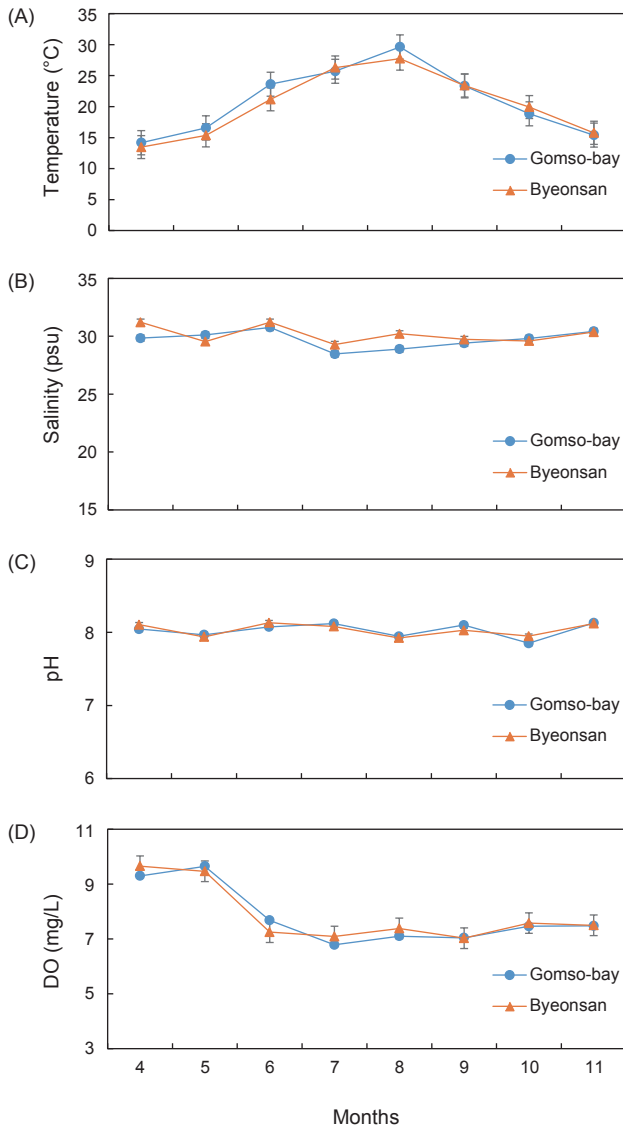 (A)
Temperature (°C)
35
30
25
20
15
10
5
0
Gomso-bay
Byeonsan
(B)
Salinity (psu)
35
30
25
30
15
Gomso-bay
Byeonsan
(C)
pH
9
8
7
6
Gomso-bay
Byeonsan
(D)
DO (mg/L)
11
9
7
5
3
Gomso-bay
Byeonsan
4 5 6 7 8 9 10 11
Months